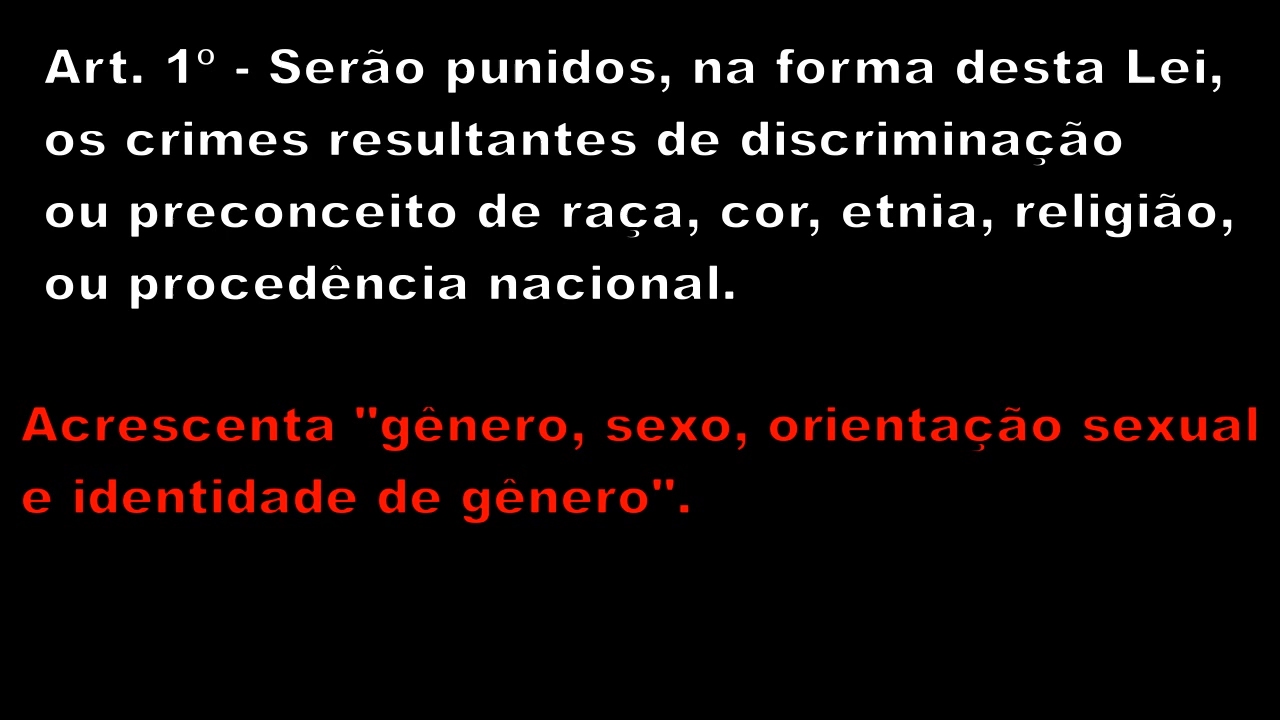 Art. 1º - Serão punidos, na forma desta Lei,
os crimes resultantes de discriminação
ou preconceito de raça, cor, etnia, religião,
ou procedência nacional.
Acrescenta "gênero, sexo, orientação sexual
e identidade de gênero".